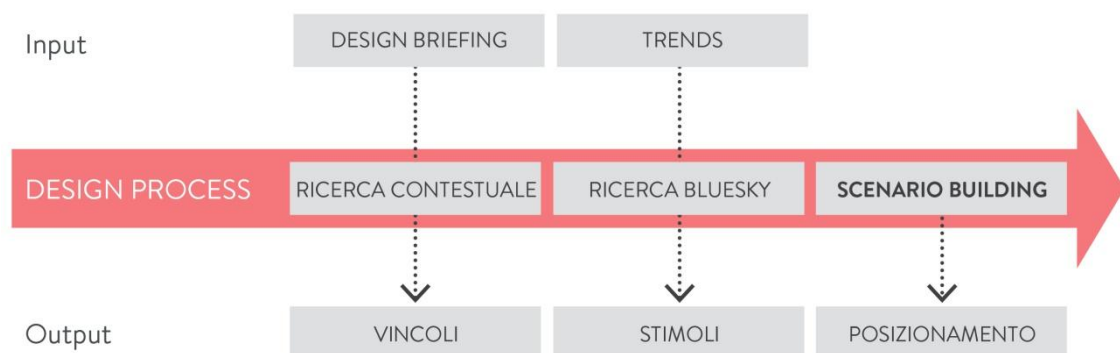 Input
DESIGN BRIEFING
TRENDS
DESIGN PROCESS
RICERCA CONTESTUALE
RICERCA BLUESKY
SCENARIO BUILDING
Output
VINCOLI
STIMOLI
POSIZIONAMENTO